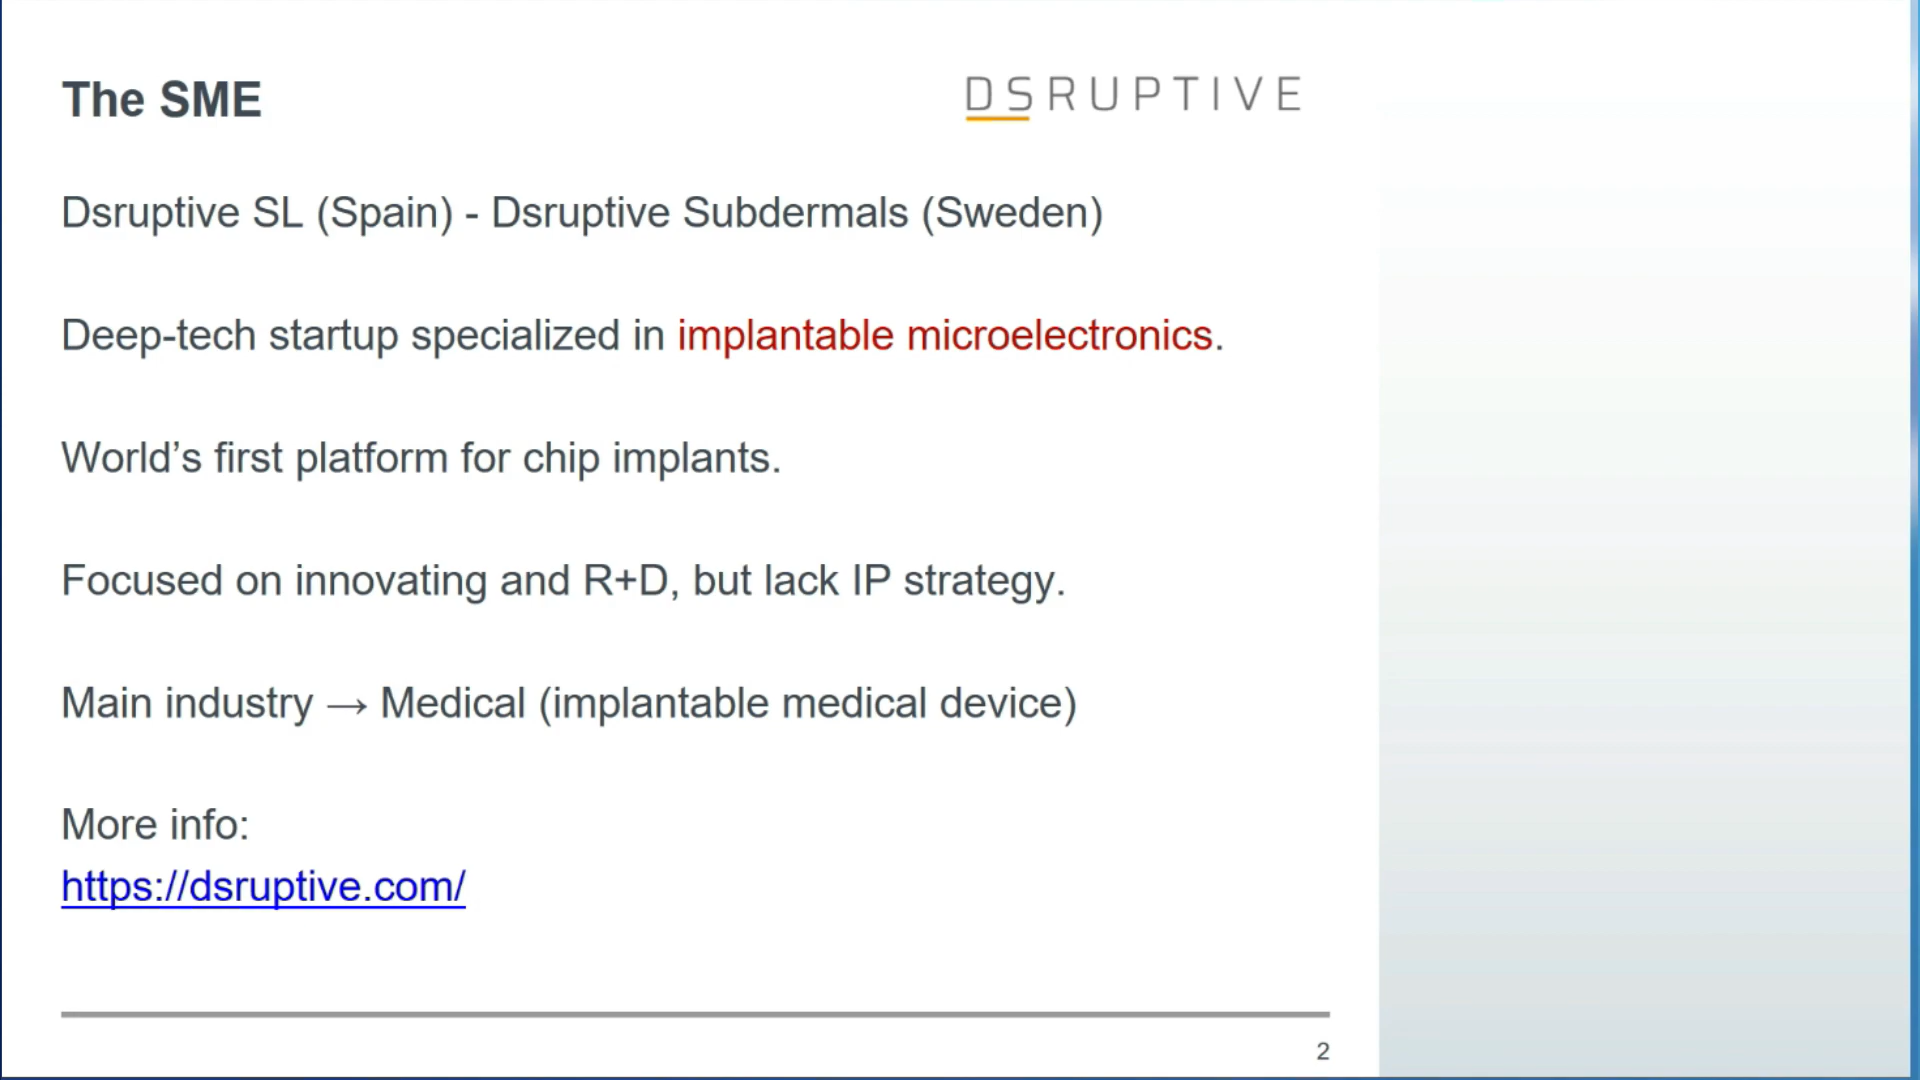 The SME
DSRUPTIVE
Dsruptive SL (Spain) - Dsruptive Subdermals (Sweden)
Deep-tech startup specialized in implantable microelectronics.
World’s first platform for chip implants.
Focused on innovating and R+D, but lack IP strategy.
Main industry → Medical (implantable medical device)
More info:
https://dsruptive.com/
2